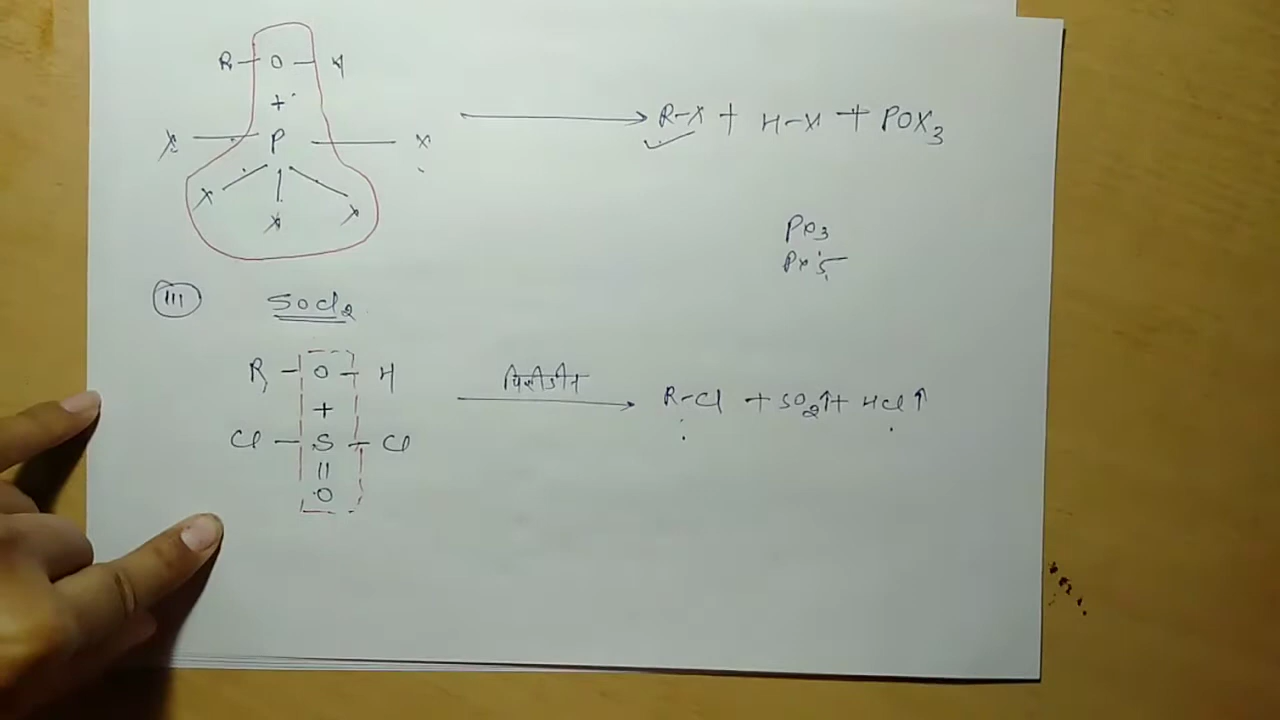 R-O-H
+
X-P-X
X X X
R-X + H-X + POX3
PX3
PX5
III SOCl2
R-O-H
+
Cl-S-Cl
||
O
पिरीडीन
R-Cl + SO2↑ + HCl↑